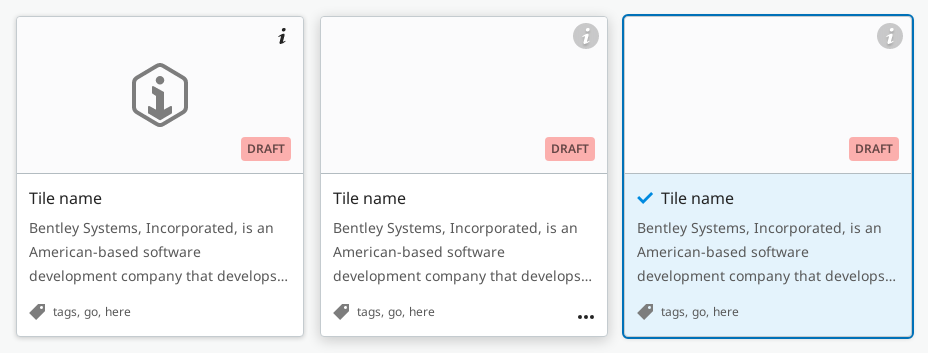 i
DRAFT
Tile name
Bentley Systems, Incorporated, is an
American-based software
development company that develops...
tags, go, here
i
DRAFT
Tile name
Bentley Systems, Incorporated, is an
American-based software
development company that develops...
tags, go, here
i
DRAFT
Tile name
Bentley Systems, Incorporated, is an
American-based software
development company that develops...
tags, go, here